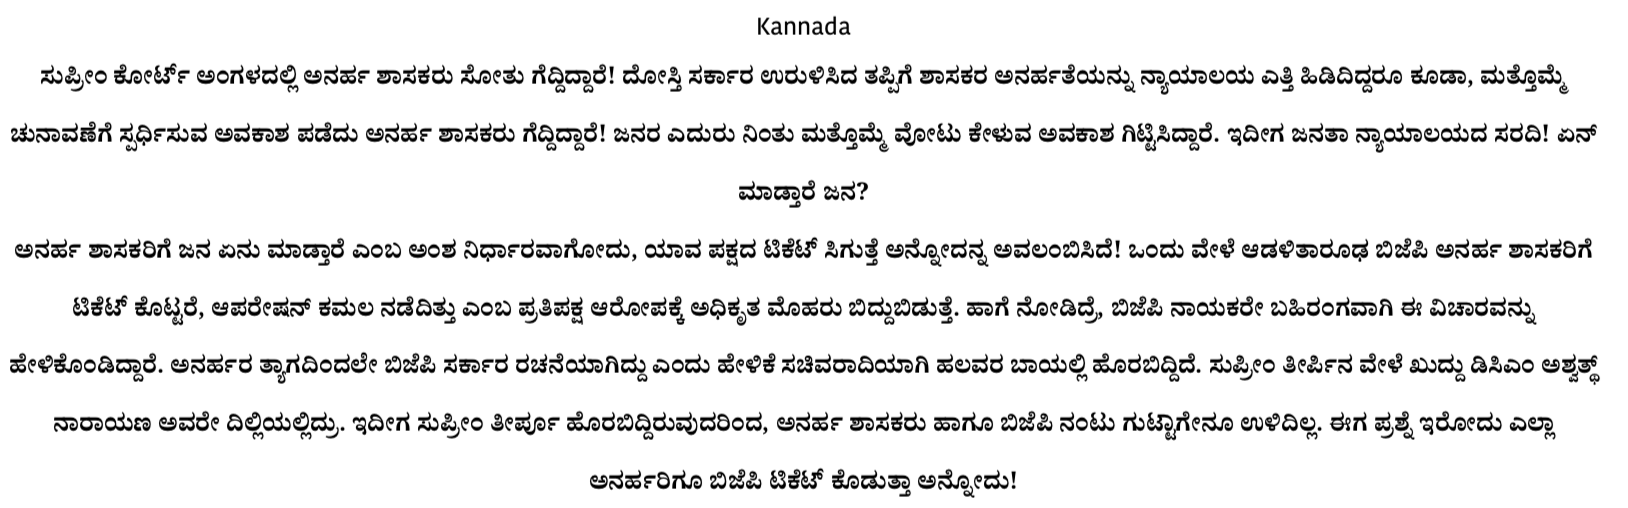 Kannada
ಸುಪ್ರೀಂ ಕೋರ್ಟ್ ಅಂಗಳದಲ್ಲಿ ಅನರ್ಹ ಶಾಸಕರು ಸೋತು ಗೆದ್ದಿದ್ದಾರೆ! ದೋಸ್ತಿ ಸರ್ಕಾರ ಉರುಳಿಸಿದ ತಪ್ಪಿಗೆ ಶಾಸಕರ ಅನರ್ಹತೆಯನ್ನು ನ್ಯಾಯಾಲಯ ಎತ್ತಿ ಹಿಡಿದಿದ್ದರೂ ಕೂಡಾ, ಮತ್ತೊಮ್ಮೆ
ಚುನಾವಣೆಗೆ ಸ್ಪರ್ಧಿಸುವ ಅವಕಾಶ ಪಡೆದು ಅನರ್ಹ ಶಾಸಕರು ಗೆದ್ದಿದ್ದಾರೆ! ಜನರ ಎದುರು ನಿಂತು ಮತ್ತೊಮ್ಮೆ ವೋಟು ಕೇಳುವ ಅವಕಾಶ ಗಿಟ್ಟಿಸಿದ್ದಾರೆ. ಇದೀಗ ಜನತಾ ನ್ಯಾಯಾಲಯದ ಸರದಿ! ಏನ್
ಮಾಡ್ತಾರೆ ಜನ?
ಅನರ್ಹ ಶಾಸಕರಿಗೆ ಜನ ಏನು ಮಾಡ್ತಾರೆ ಎಂಬ ಅಂಶ ನಿರ್ಧಾರವಾಗೋದು, ಯಾವ ಪಕ್ಷದ ಟಿಕೆಟ್ ಸಿಗುತ್ತೆ ಅನ್ನೋದನ್ನ ಅವಲಂಬಿಸಿದೆ! ಒಂದು ವೇಳೆ ಆಡಳಿತಾರೂಢ ಬಿಜೆಪಿ ಅನರ್ಹ ಶಾಸಕರಿಗೆ
ಟಿಕೆಟ್ ಕೊಟ್ಟರೆ, ಆಪರೇಷನ್ ಕಮಲ ನಡೆದಿತ್ತು ಎಂಬ ಪ್ರತಿಪಕ್ಷ ಆರೋಪಕ್ಕೆ ಅಧಿಕೃತ ಮೊಹರು ಬಿದ್ದುಬಿಡುತ್ತೆ. ಹಾಗೆ ನೋಡಿದ್ರೆ, ಬಿಜೆಪಿ ನಾಯಕರೇ ಬಹಿರಂಗವಾಗಿ ಈ ವಿಚಾರವನ್ನು
ಹೇಳಿಕೊಂಡಿದ್ದಾರೆ. ಅನರ್ಹರ ತ್ಯಾಗದಿಂದಲೇ ಬಿಜೆಪಿ ಸರ್ಕಾರ ರಚನೆಯಾಗಿದ್ದು ಎಂದು ಹೇಳಿಕೆ ಸಚಿವರಾದಿಯಾಗಿ ಹಲವರ ಬಾಯಲ್ಲಿ ಹೊರಬಿದ್ದಿದೆ. ಸುಪ್ರೀಂ ತೀರ್ಪಿನ ವೇಳೆ ಖುದ್ದು ಡಿಸಿಎಂ ಅಶ್ವತ್ಥ್
ನಾರಾಯಣ ಅವರೇ ದಿಲ್ಲಿಯಲ್ಲಿದ್ರು. ಇದೀಗ ಸುಪ್ರೀಂ ತೀರ್ಪೂ ಹೊರಬಿದ್ದಿರುವುದರಿಂದ, ಅನರ್ಹ ಶಾಸಕರು ಹಾಗೂ ಬಿಜೆಪಿ ನಂಟು ಗುಟ್ಟಾಗೇನೂ ಉಳಿದಿಲ್ಲ. ಈಗ ಪ್ರಶ್ನೆ ಇರೋದು ಎಲ್ಲಾ
ಅನರ್ಹರಿಗೂ ಬಿಜೆಪಿ ಟಿಕೆಟ್ ಕೊಡುತ್ತಾ ಅನ್ನೋದು!